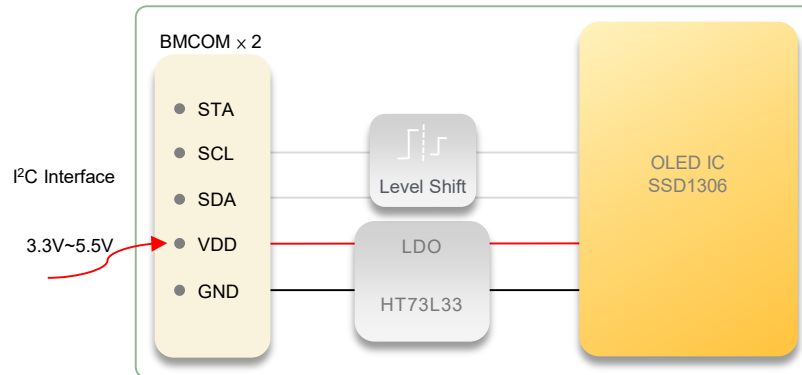 BMCOM × 2
STA
SCL
SDA
VDD
GND
I²C Interface
3.3V~5.5V
Level Shift
LDO
HT73L33
OLED IC
SSD1306